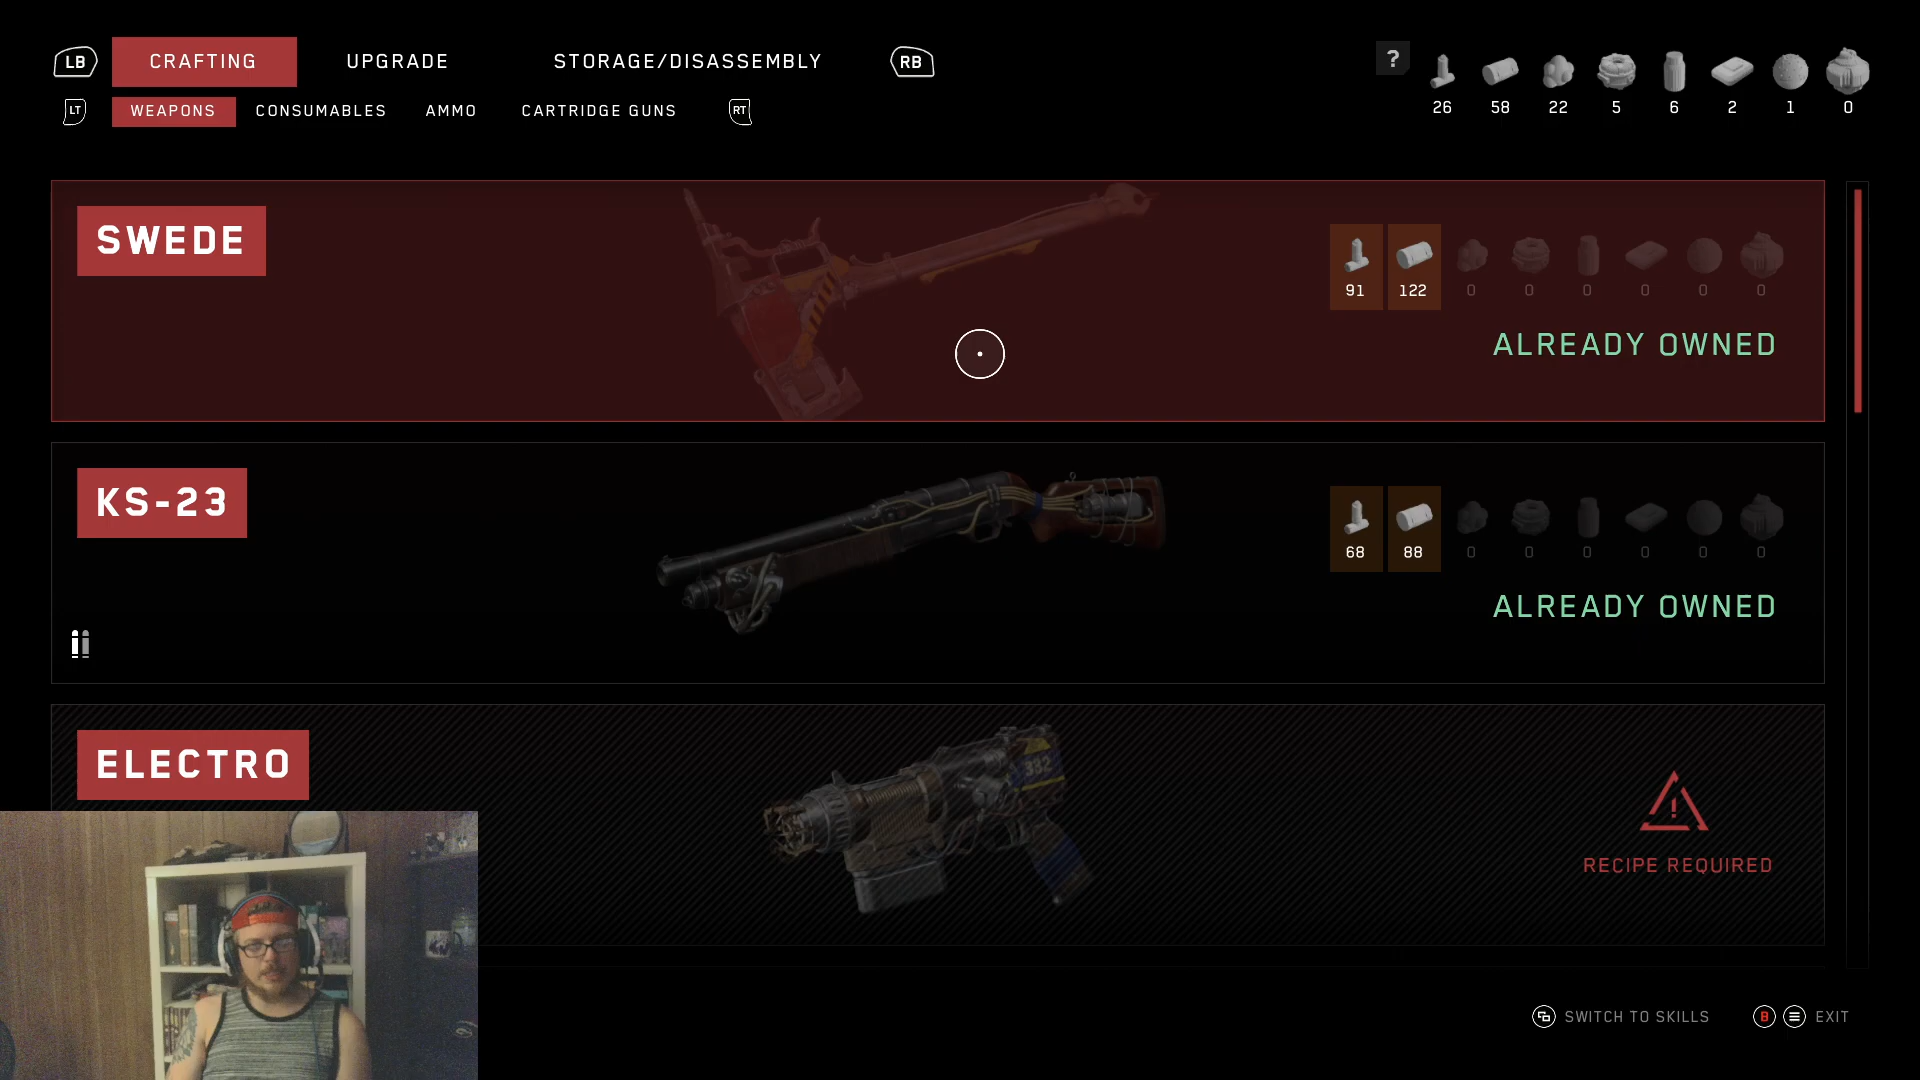 LB CRAFTING UPGRADE STORAGE/DISASSEMBLY RB ?
LT WEAPONS CONSUMABLES AMMO CARTRIDGE GUNS RT
26 58 22 5 6 2 1 0
SWEDE
91 122 0 0 0 0 0 0
ALREADY OWNED
KS-23
68 88 0 0 0 0 0 0
ALREADY OWNED
ELECTRO
332
RECIPE REQUIRED
SWITCH TO SKILLS B EXIT